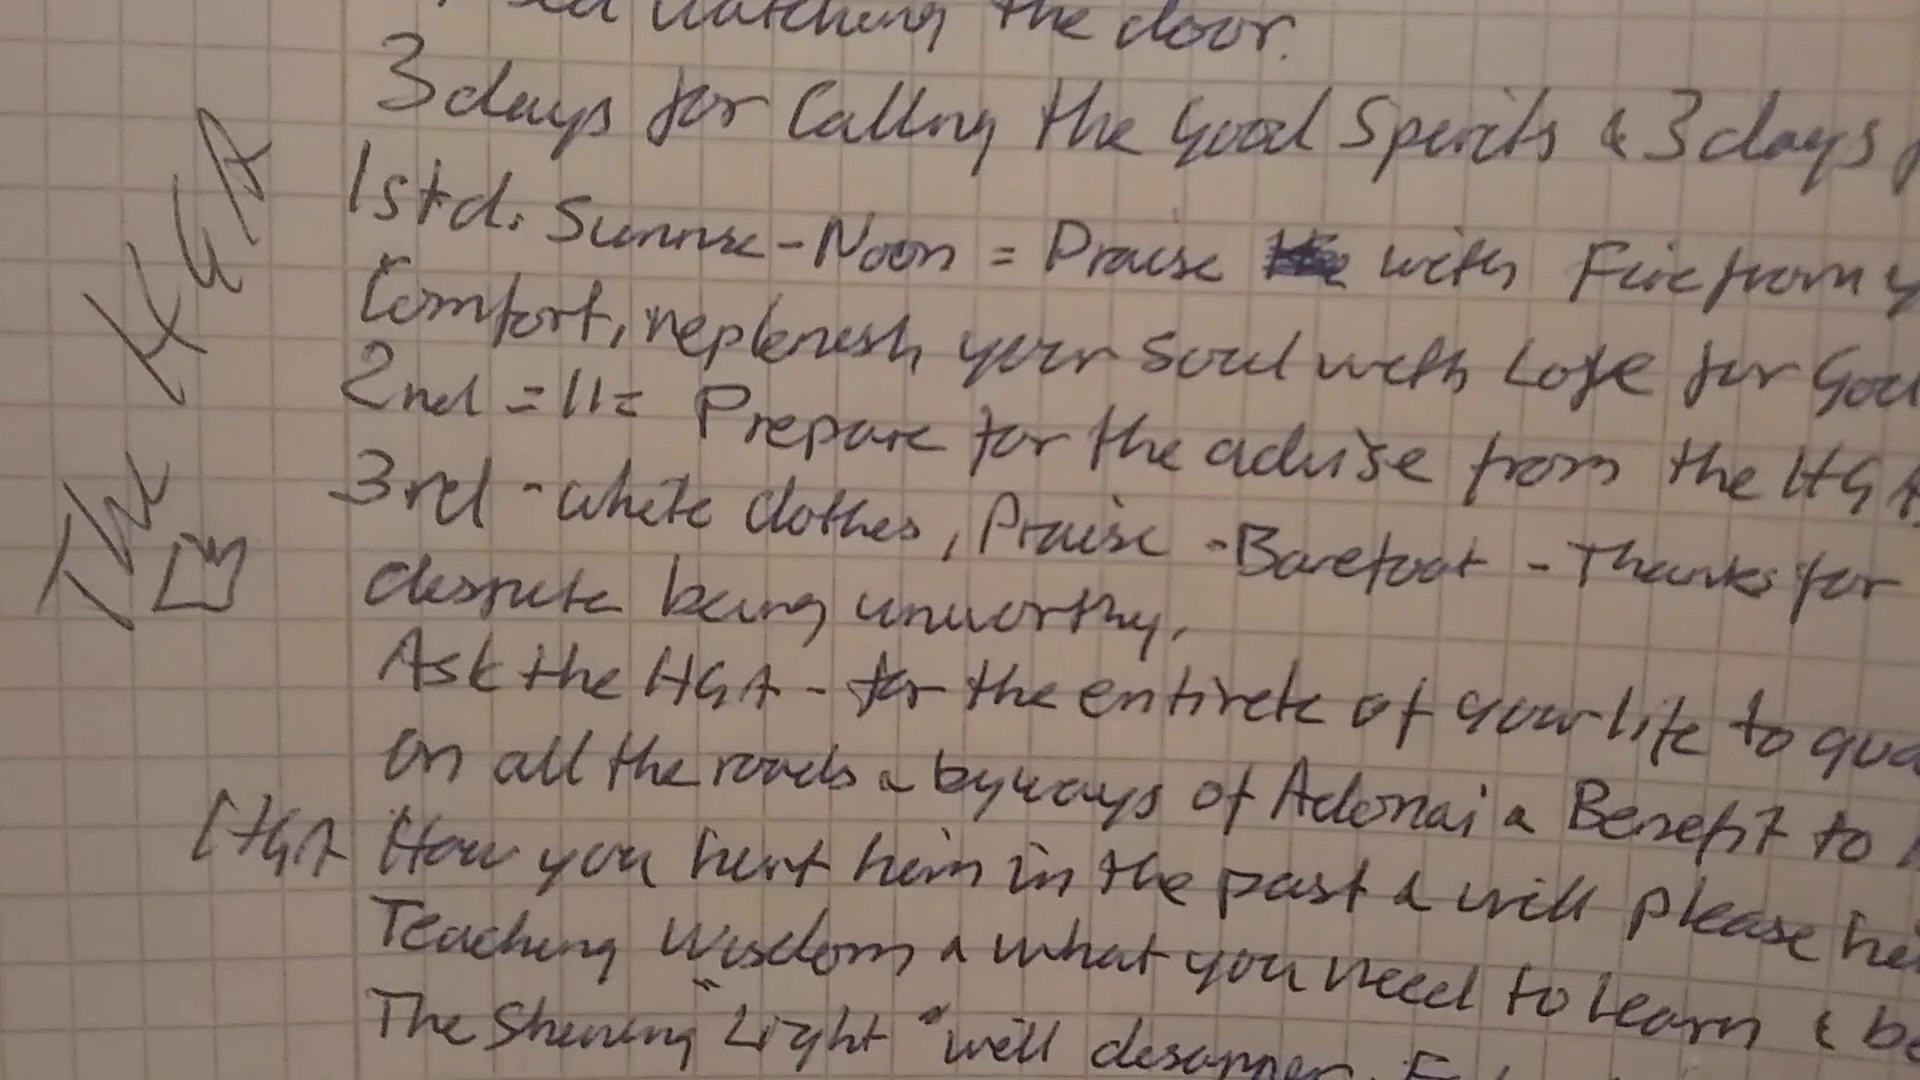 watching the door.
3 days for Calling the Good Spirits & 3 days
1st d. Sunrise - Noon = Praise with Fire from
Comfort, replenish your Soul with Love for God
2nd = 11 = Prepare for the advise from the HGA
3rd - white clothes, Praise - Barefoot - Thanks for
despite being unworthy.
Ask the HGA - for the entirete of your life to
on all the roads & byways of Adonai & Benefit to
How you hurt him in the past & will please
Teaching Wisdom & what you need to learn &
The Shining "Light" will
The HGA
HGA